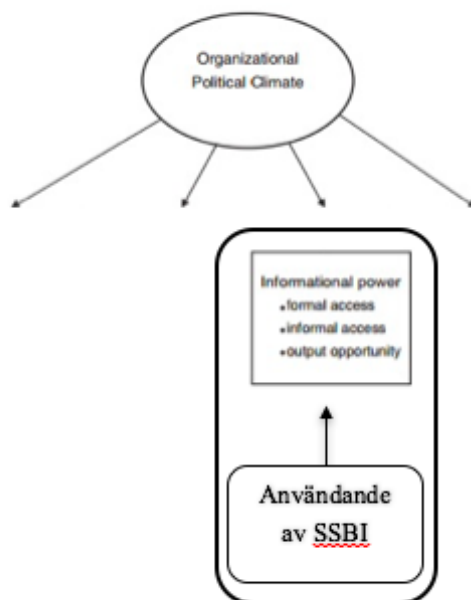 Organizational
Political Climate
Informational power
•formal access
•informal access
•output opportunity
Användande
av SSBI